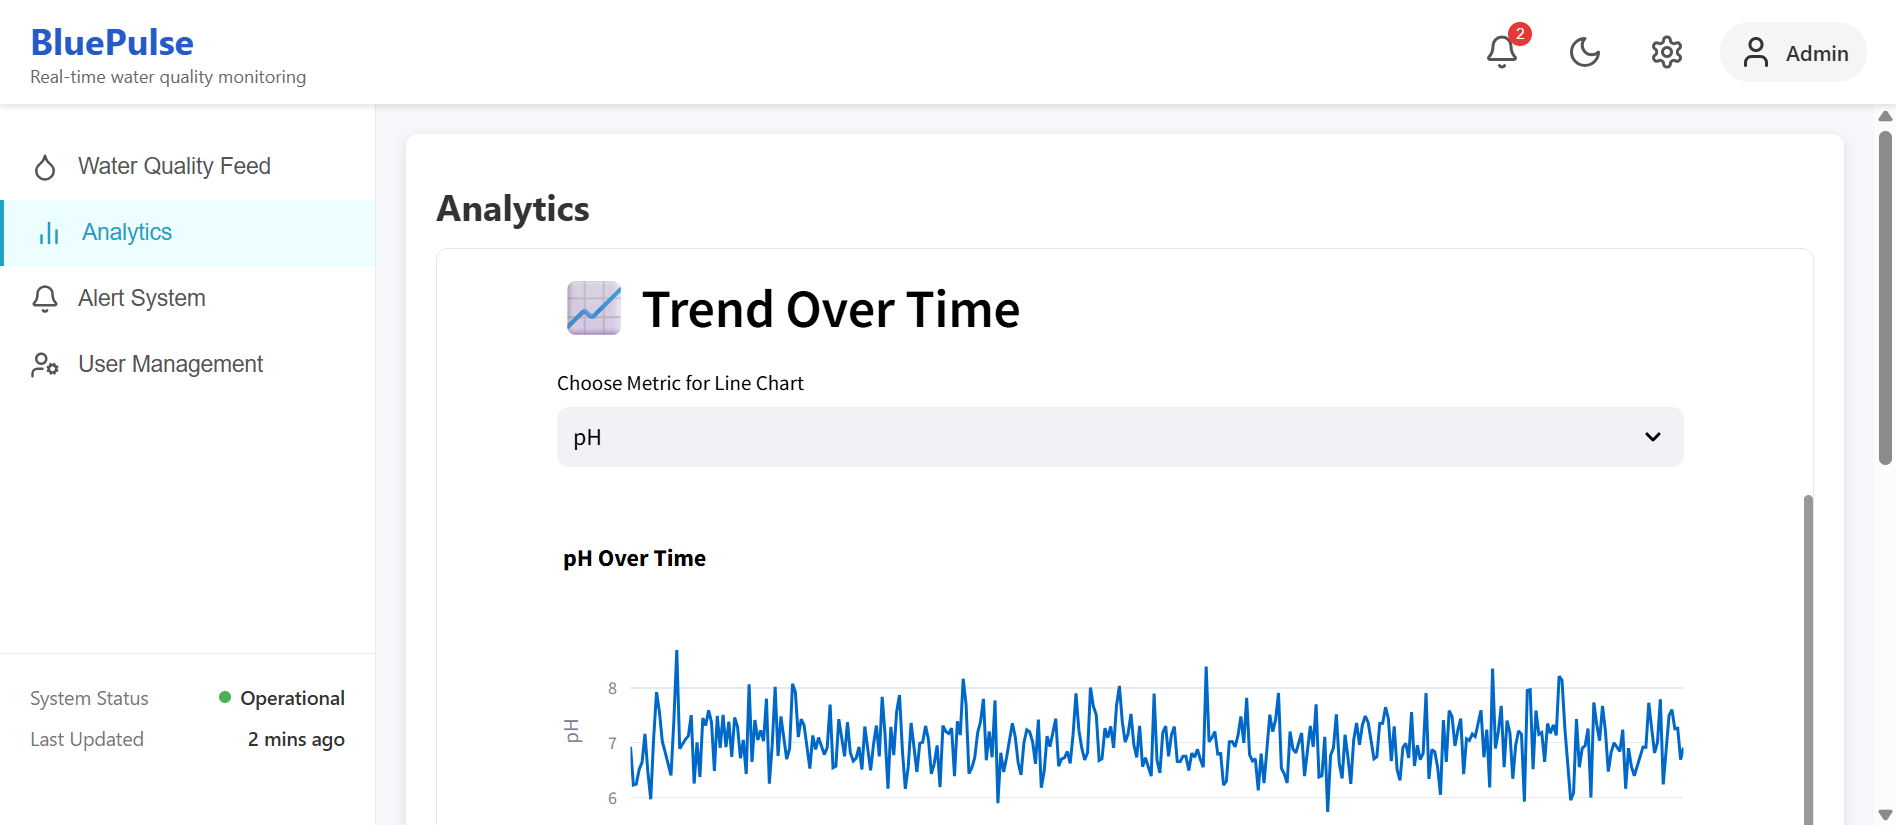 BluePulse
Real-time water quality monitoring
2
Admin
Water Quality Feed
Analytics
Alert System
User Management
System Status
Operational
Last Updated
2 mins ago
Analytics
Trend Over Time
Choose Metric for Line Chart
pH
pH Over Time
pH
8
7
6